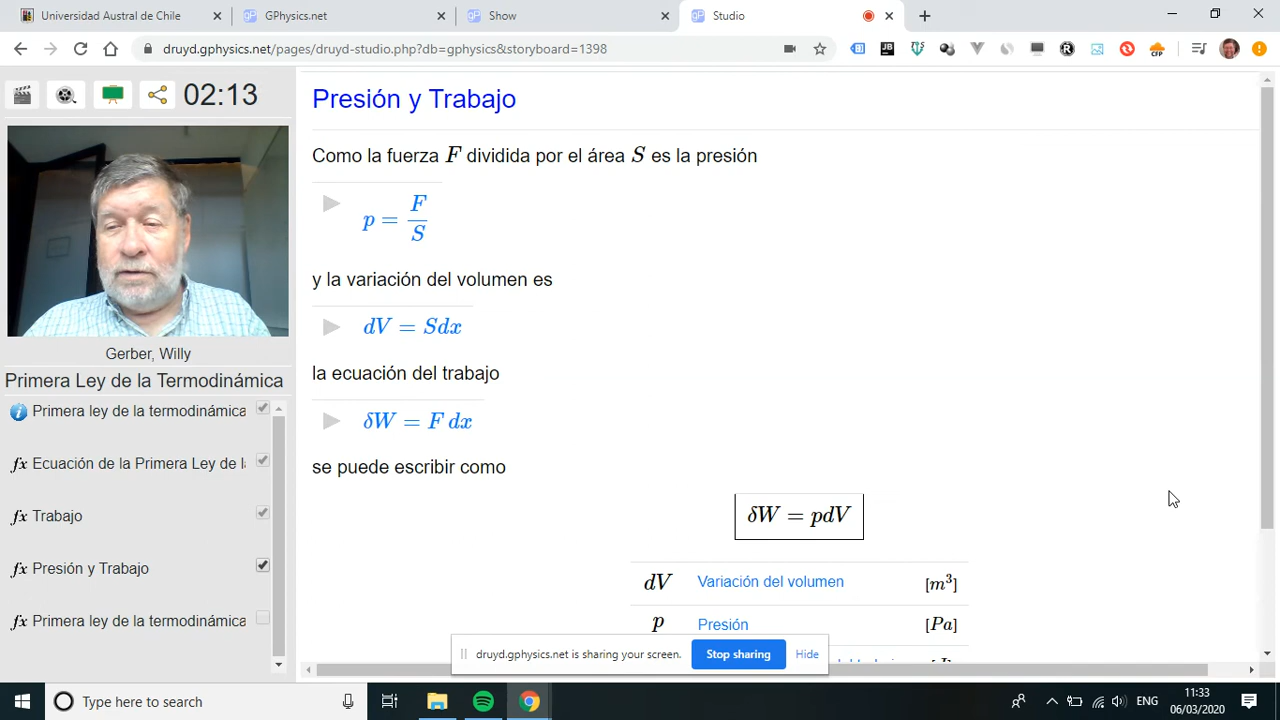 Universidad Austral de Chile
GPhysics.net
Show
Studio
druyd.gphysics.net/pages/druyd-studio.php?db=gphysics&storyboard=1398
02:13
Gerber, Willy
Primera Ley de la Termodinámica
Primera ley de la termodinámica
fx Ecuación de la Primera Ley de la
fx Trabajo
fx Presión y Trabajo
fx Primera ley de la termodinámica
Presión y Trabajo
Como la fuerza F dividida por el área S es la presión
p = F/S
y la variación del volumen es
dV = Sdx
la ecuación del trabajo
δW = F dx
se puede escribir como
δW = pdV
dV Variación del volumen [m³]
p Presión [Pa]
druyd.gphysics.net is sharing your screen. Stop sharing Hide
Type here to search
ENG
11:33
06/03/2020